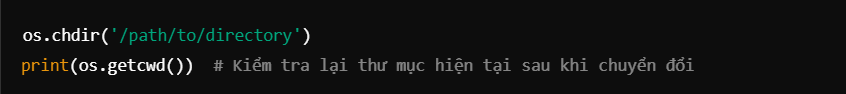 os.chdir('/path/to/directory')
print(os.getcwd())  # Kiểm tra lại thư mục hiện tại sau khi chuyển đổi